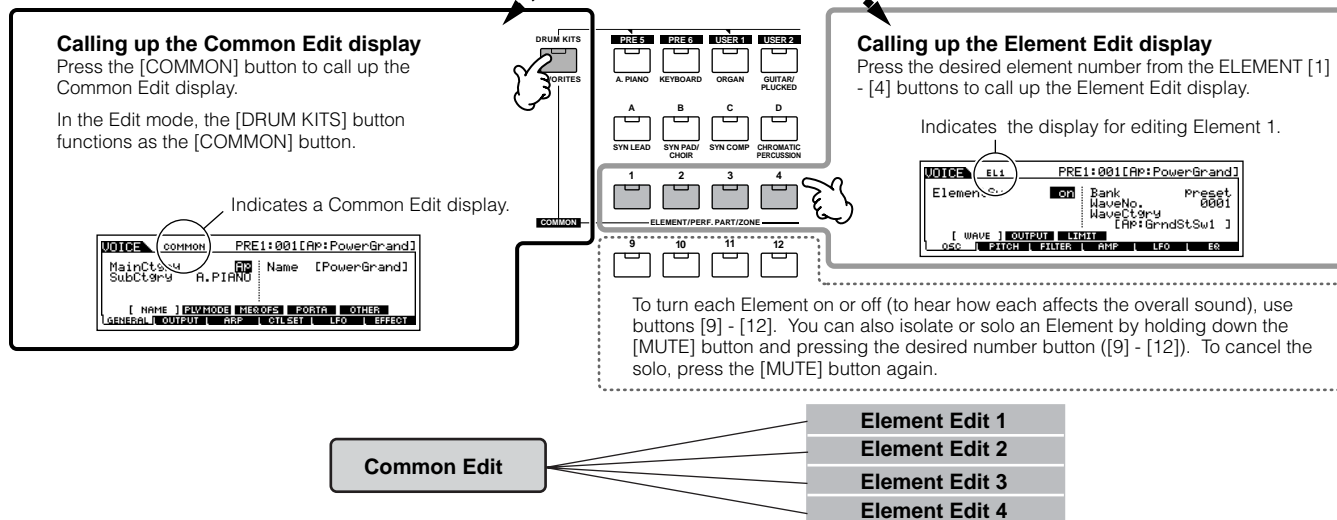 Calling up the Common Edit display
Press the [COMMON] button to call up the
Common Edit display.
In the Edit mode, the [DRUM KITS] button
functions as the [COMMON] button.
Indicates a Common Edit display.
VOICE COMMON PRE1:001[AP:PowerGrand]
MainCtgry AP Name [PowerGrand]
SubCtgry A.PIANO
[ NAME ] PLY MODE MEQ OFS PORTA OTHER
GENERAL OUTPUT ARP CTL SET LFO EFFECT
DRUM KITS PRE 5 PRE 6 USER 1 USER 2
A. PIANO KEYBOARD ORGAN GUITAR/
PLUCKED
A B C D
SYN LEAD SYN PAD/
CHOIR SYN COMP CHROMATIC
PERCUSSION
1 2 3 4
COMMON ELEMENT/PERF. PART/ZONE
9 10 11 12
Calling up the Element Edit display
Press the desired element number from the ELEMENT [1]
- [4] buttons to call up the Element Edit display.
Indicates the display for editing Element 1.
VOICE EL1 PRE1:001[AP:PowerGrand]
on Bank preset
WaveNo. 0001
WaveCtgry
[AP:GrndStSw1 ]
[ WAVE ] OUTPUT LIMIT
OSC PITCH FILTER AMP LFO EQ
To turn each Element on or off (to hear how each affects the overall sound), use
buttons [9] - [12]. You can also isolate or solo an Element by holding down the
[MUTE] button and pressing the desired number button ([9] - [12]). To cancel the
solo, press the [MUTE] button again.
Common Edit
Element Edit 1
Element Edit 2
Element Edit 3
Element Edit 4